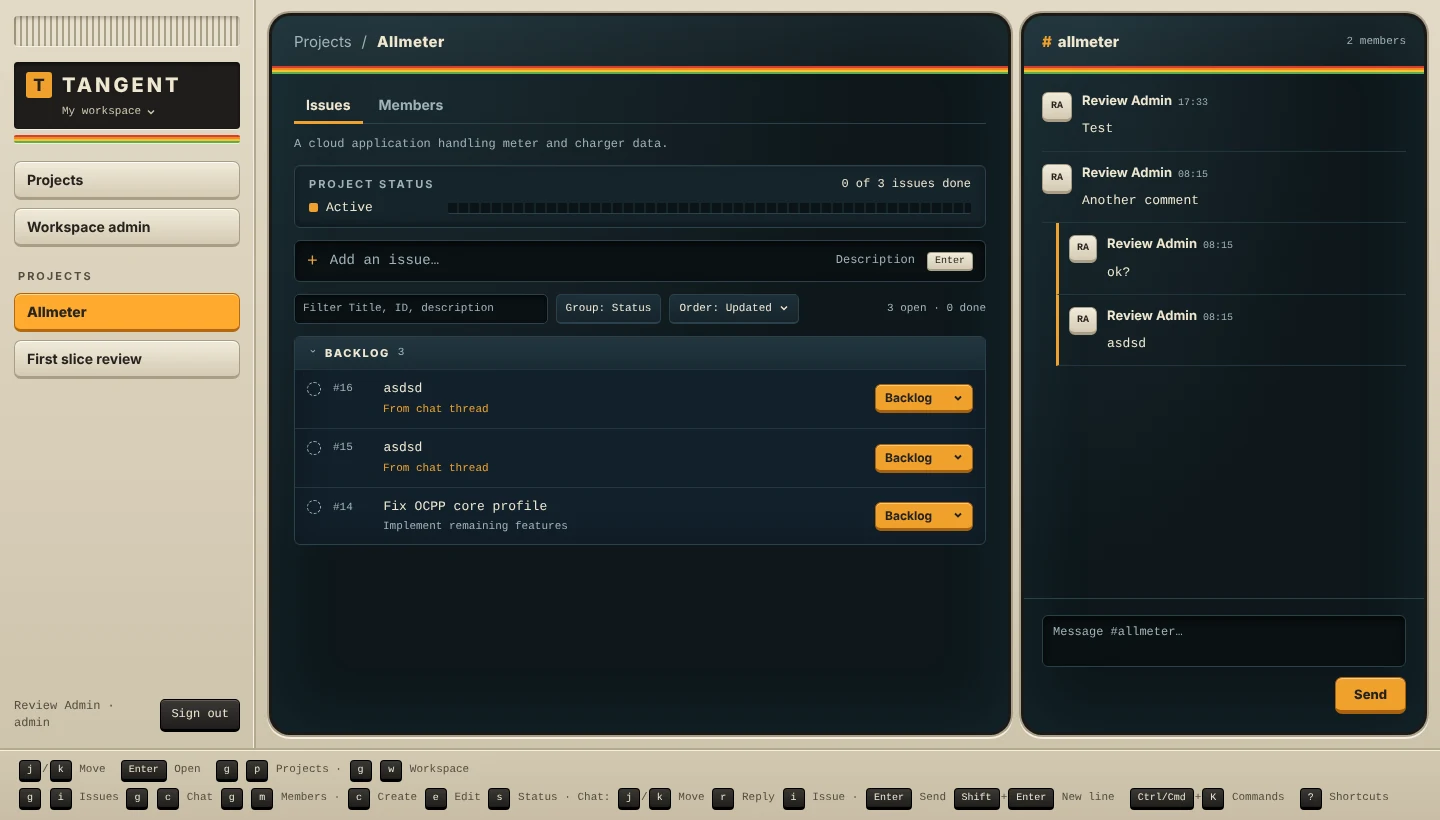 T TANGENT
My workspace
Projects
Workspace admin
PROJECTS
Allmeter
First slice review
Review Admin ·
admin
Sign out
Projects / Allmeter
Issues Members
A cloud application handling meter and charger data.
PROJECT STATUS 0 of 3 issues done
Active
+ Add an issue… Description Enter
Filter Title, ID, description Group: Status Order: Updated 3 open · 0 done
BACKLOG 3
#16 asdsd Backlog
From chat thread
#15 asdsd Backlog
From chat thread
#14 Fix OCPP core profile Backlog
Implement remaining features
# allmeter 2 members
RA Review Admin 17:33
Test
RA Review Admin 08:15
Another comment
RA Review Admin 08:15
ok?
RA Review Admin 08:15
asdsd
Message #allmeter…
Send
j/k Move Enter Open g p Projects · g w Workspace
g i Issues g c Chat g m Members · c Create e Edit s Status · Chat: j/k Move r Reply i Issue · Enter Send Shift+Enter New line Ctrl/Cmd+K Commands ? Shortcuts